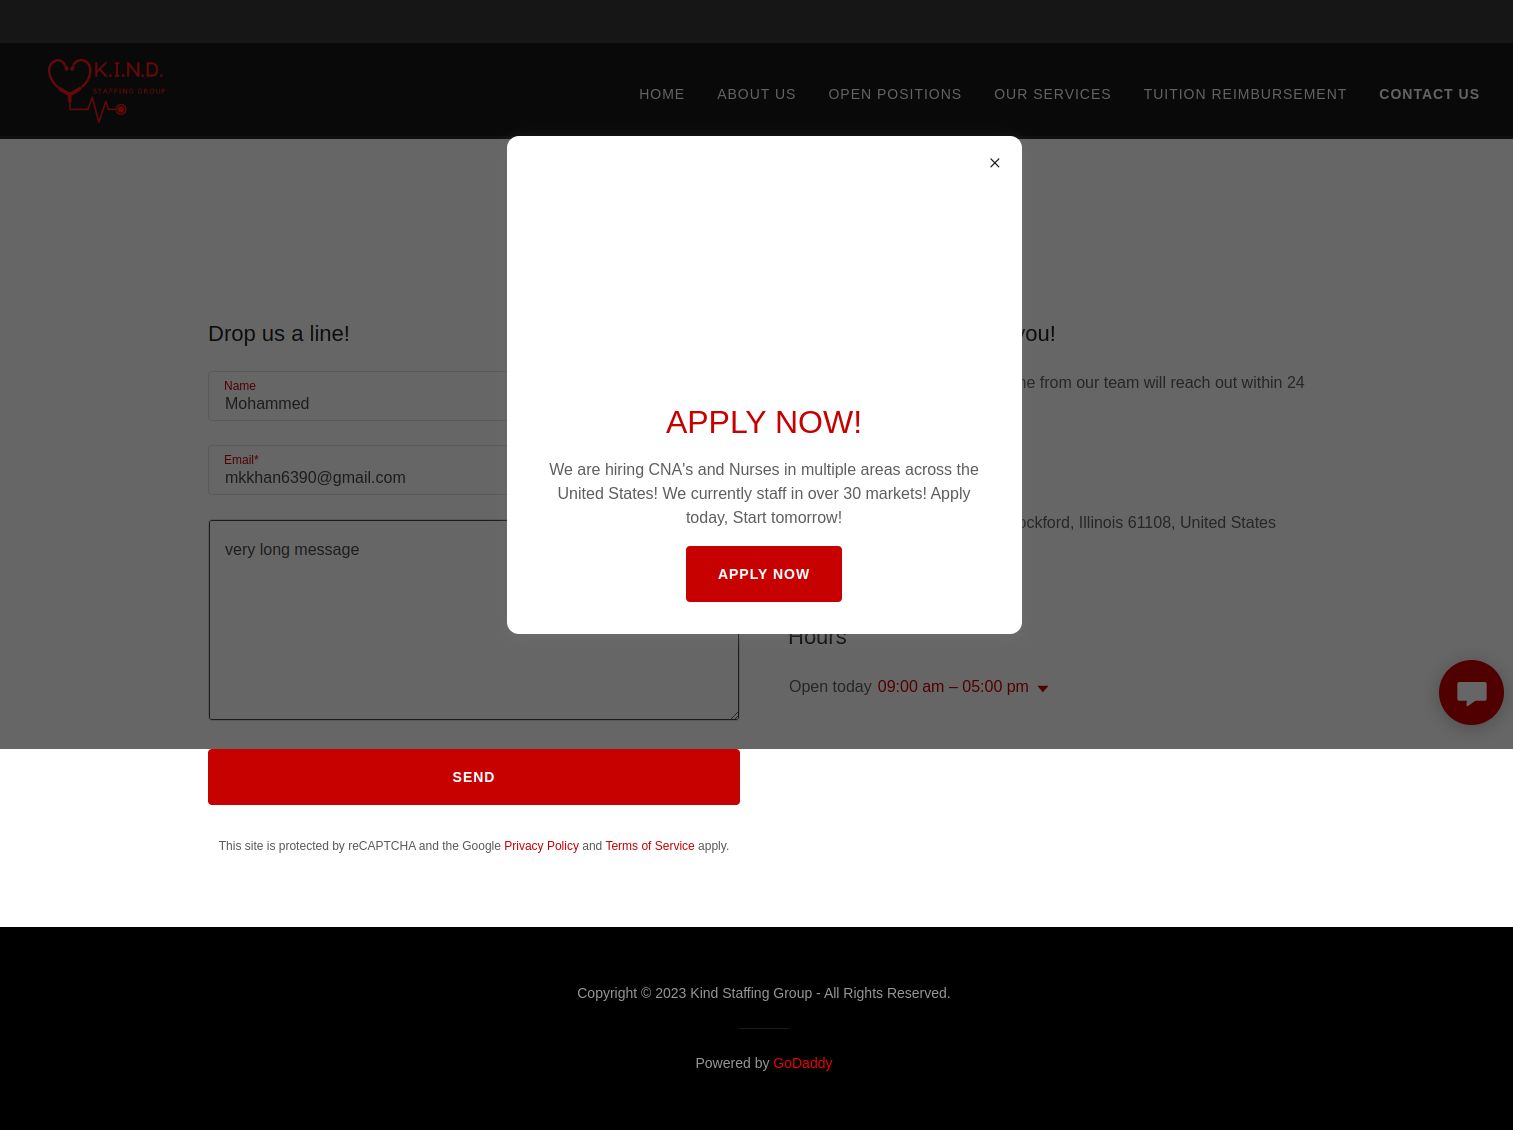 K.I.N.D.
STAFFING GROUP
HOME ABOUT US OPEN POSITIONS OUR SERVICES TUITION REIMBURSEMENT CONTACT US
×
Drop us a line!
Name
Mohammed
Email*
mkkhan6390@gmail.com
very long message
SEND
This site is protected by reCAPTCHA and the Google Privacy Policy and Terms of Service apply.
APPLY NOW!
We are hiring CNA's and Nurses in multiple areas across the
United States! We currently staff in over 30 markets! Apply
today, Start tomorrow!
APPLY NOW
you!
from our team will reach out within 24
Illinois 61108, United States
Hours
Open today 09:00 am – 05:00 pm
Copyright © 2023 Kind Staffing Group - All Rights Reserved.
Powered by GoDaddy